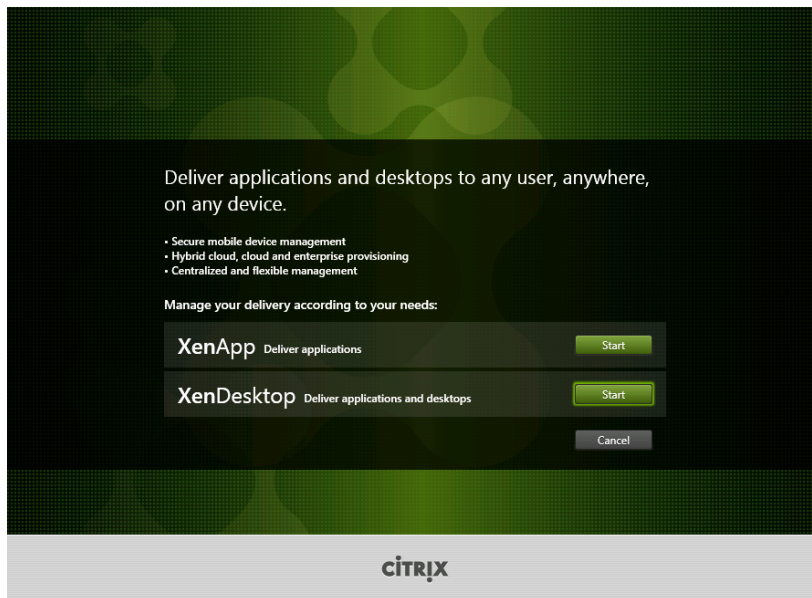 Deliver applications and desktops to any user, anywhere,
on any device.
• Secure mobile device management
• Hybrid cloud, cloud and enterprise provisioning
• Centralized and flexible management
Manage your delivery according to your needs:
XenApp Deliver applications Start
XenDesktop Deliver applications and desktops Start
Cancel
CİTRIX